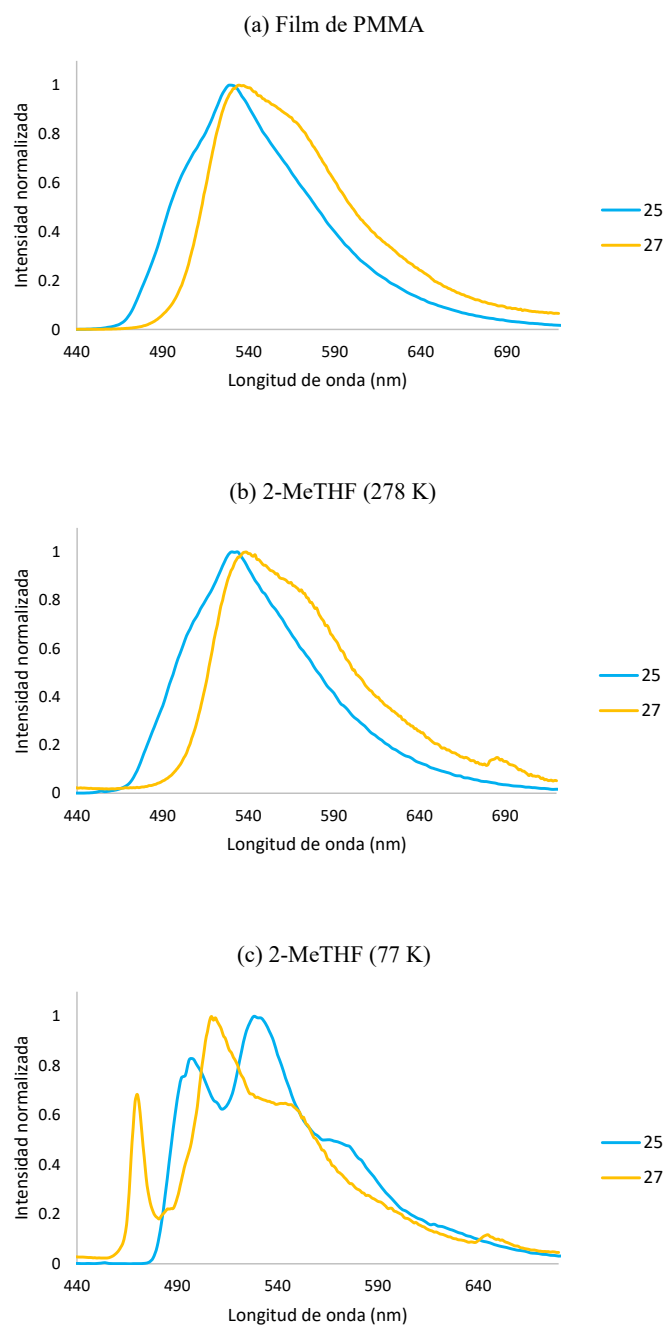 (a) Film de PMMA
Intensidad normalizada
1
0.8
0.6
0.4
0.2
0
440 490 540 590 640 690
Longitud de onda (nm)
25
27
(b) 2-MeTHF (278 K)
Intensidad normalizada
1
0.8
0.6
0.4
0.2
0
440 490 540 590 640 690
Longitud de onda (nm)
25
27
(c) 2-MeTHF (77 K)
Intensidad normalizada
1
0.8
0.6
0.4
0.2
0
440 490 540 590 640
Longitud de onda (nm)
25
27